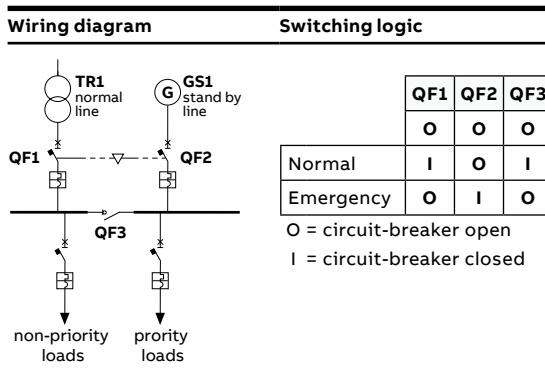 Wiring diagram
Switching logic
TR1
normal
line
G
GS1
stand by
line
QF1
QF2
QF3
non-priority
loads
prority
loads
QF1 QF2 QF3
O O O
Normal I O I
Emergency O I O
O = circuit-breaker open
I = circuit-breaker closed